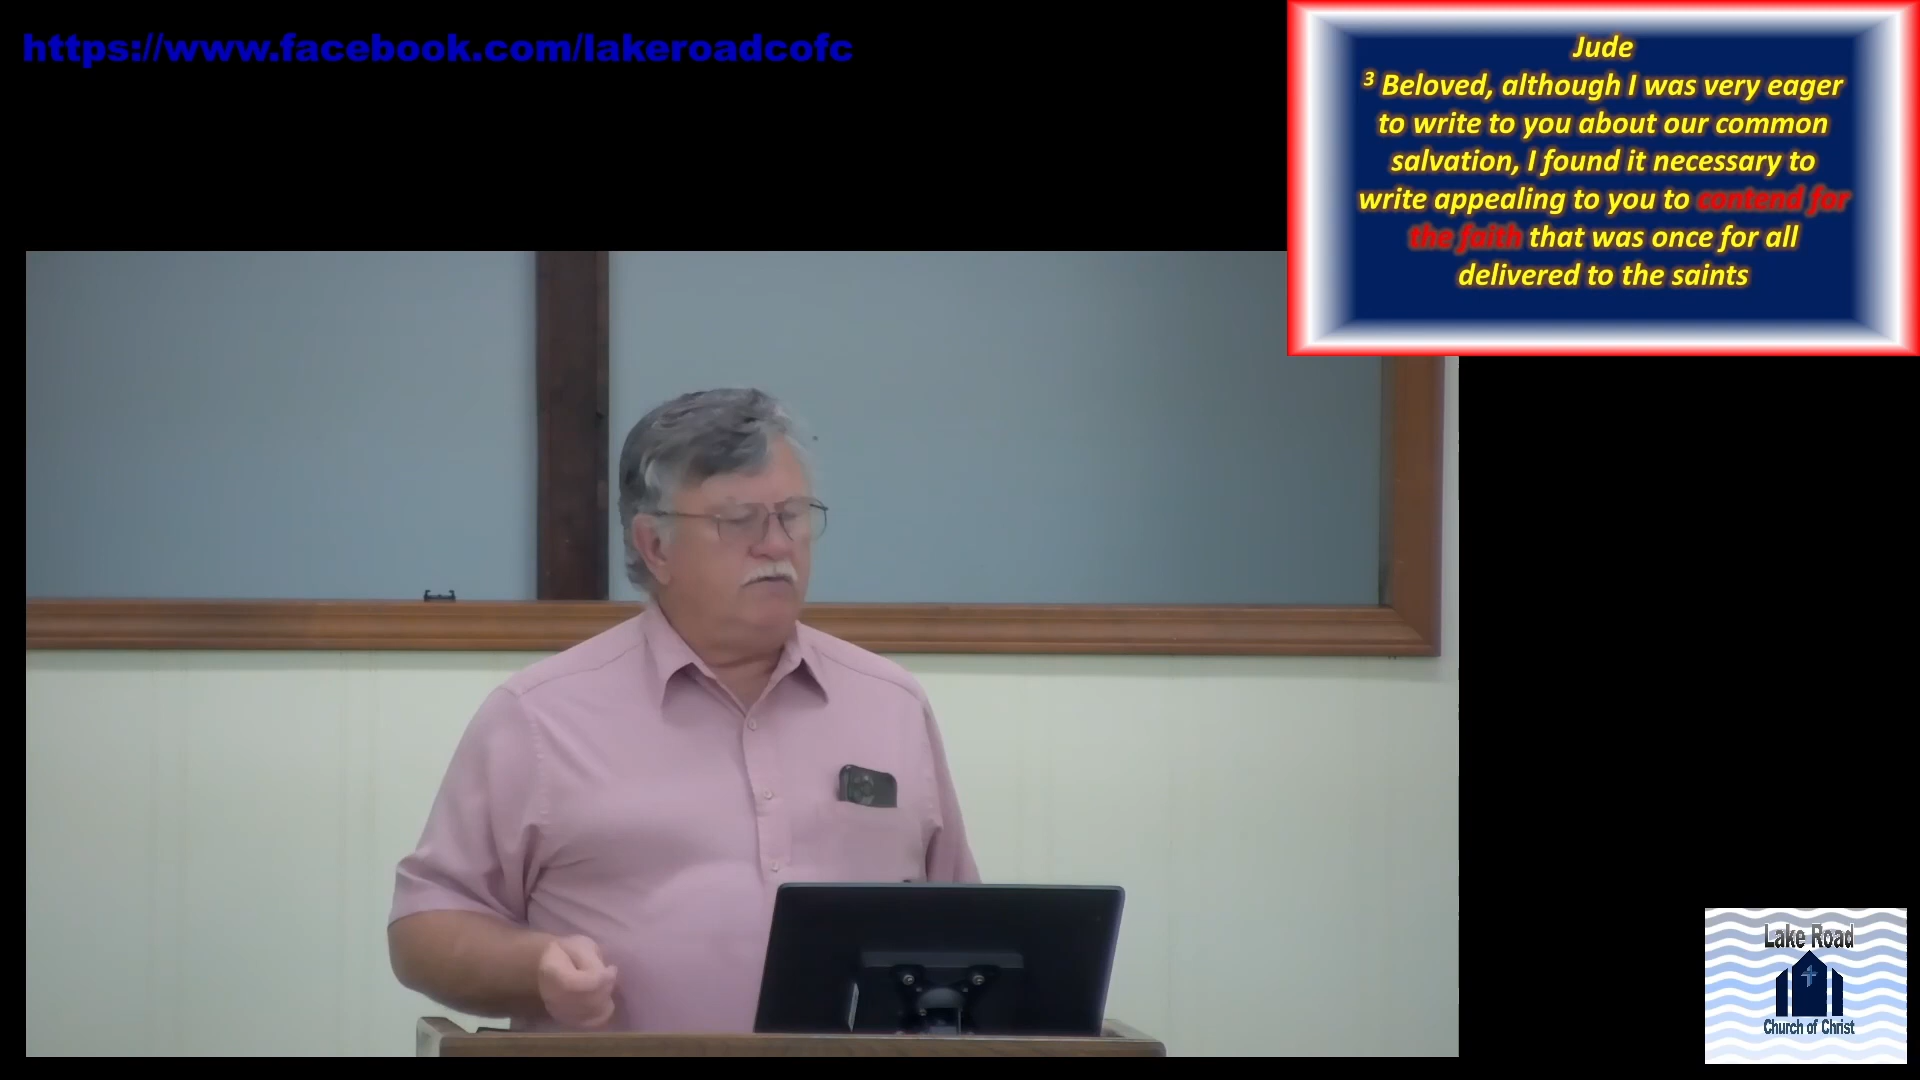 https://www.facebook.com/lakeroadcofc
Jude
3 Beloved, although I was very eager
to write to you about our common
salvation, I found it necessary to
write appealing to you to contend for
the faith that was once for all
delivered to the saints
Lake Road
Church of Christ